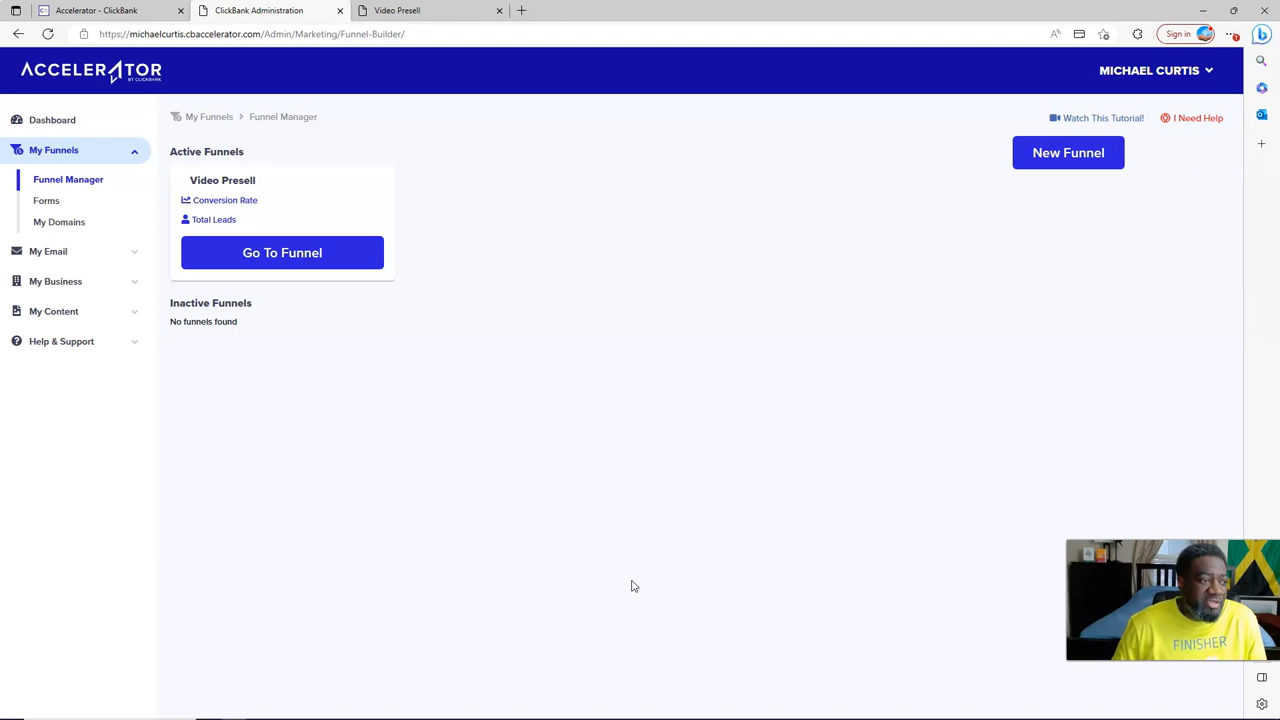 Accelerator - ClickBank
ClickBank Administration
Video Presell
https://michaelcurtis.cbaccelerator.com/Admin/Marketing/Funnel-Builder/
Sign in
ACCELERATOR
BY CLICKBANK
MICHAEL CURTIS
Dashboard
My Funnels
Funnel Manager
Forms
My Domains
My Email
My Business
My Content
Help & Support
My Funnels > Funnel Manager
Watch This Tutorial!
I Need Help
Active Funnels
New Funnel
Video Presell
Conversion Rate
Total Leads
Go To Funnel
Inactive Funnels
No funnels found
FINISHER